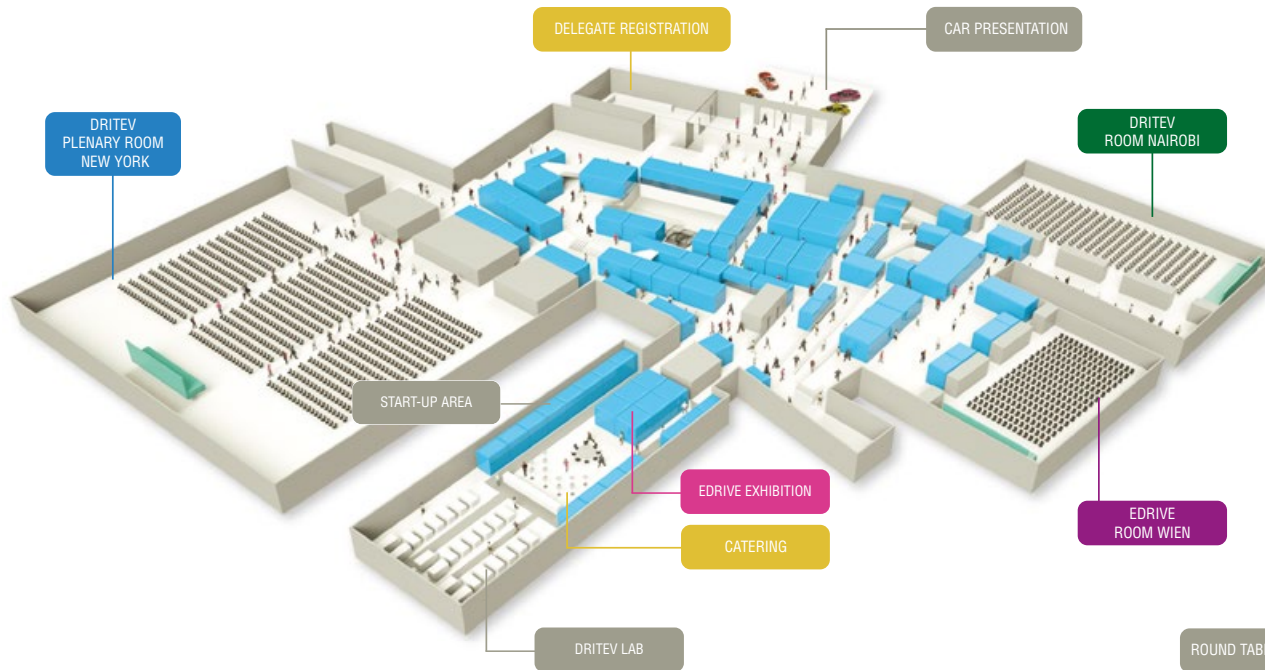 DELEGATE REGISTRATION
CAR PRESENTATION
DRITEV
PLENARY ROOM
NEW YORK
DRITEV
ROOM NAIROBI
START-UP AREA
EDRIVE EXHIBITION
CATERING
EDRIVE
ROOM WIEN
DRITEV LAB
ROUND